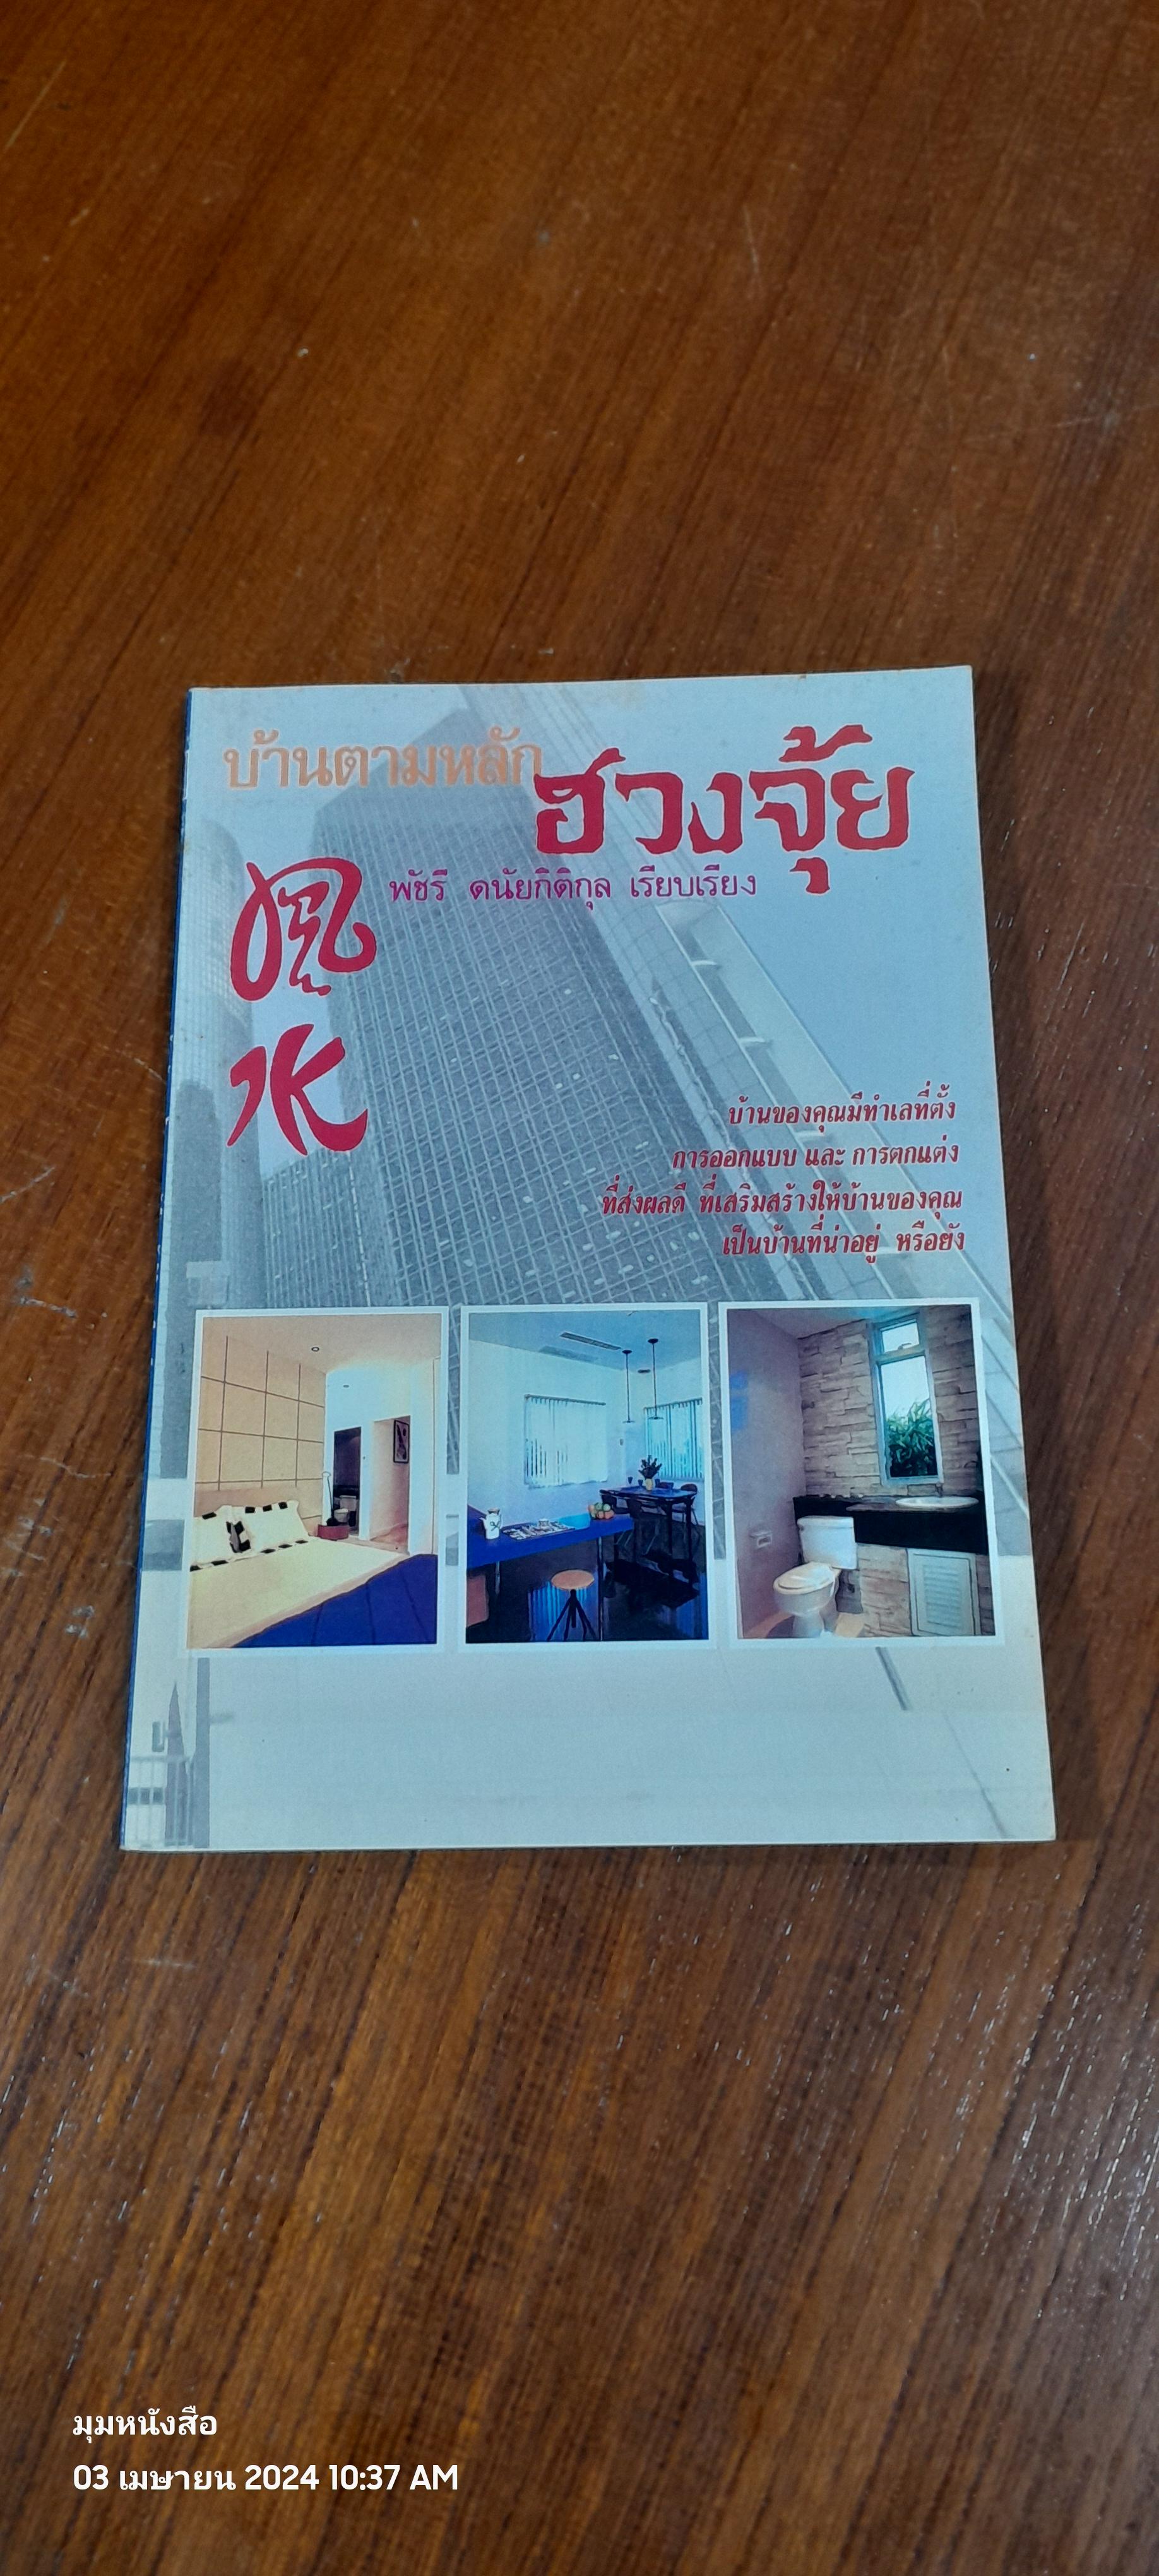 บ้านตามหลัก
ฮวงจุ้ย
พัชรี ดนัยกิติกุล เรียบเรียง
風
水
บ้านของคุณมีทำเลที่ตั้ง
การออกแบบ และ การตกแต่ง
ที่ส่งผลดี ที่เสริมสร้างให้บ้านของคุณ
เป็นบ้านที่น่าอยู่ หรือยัง
มุมหนังสือ
03 เมษายน 2024 10:37 AM